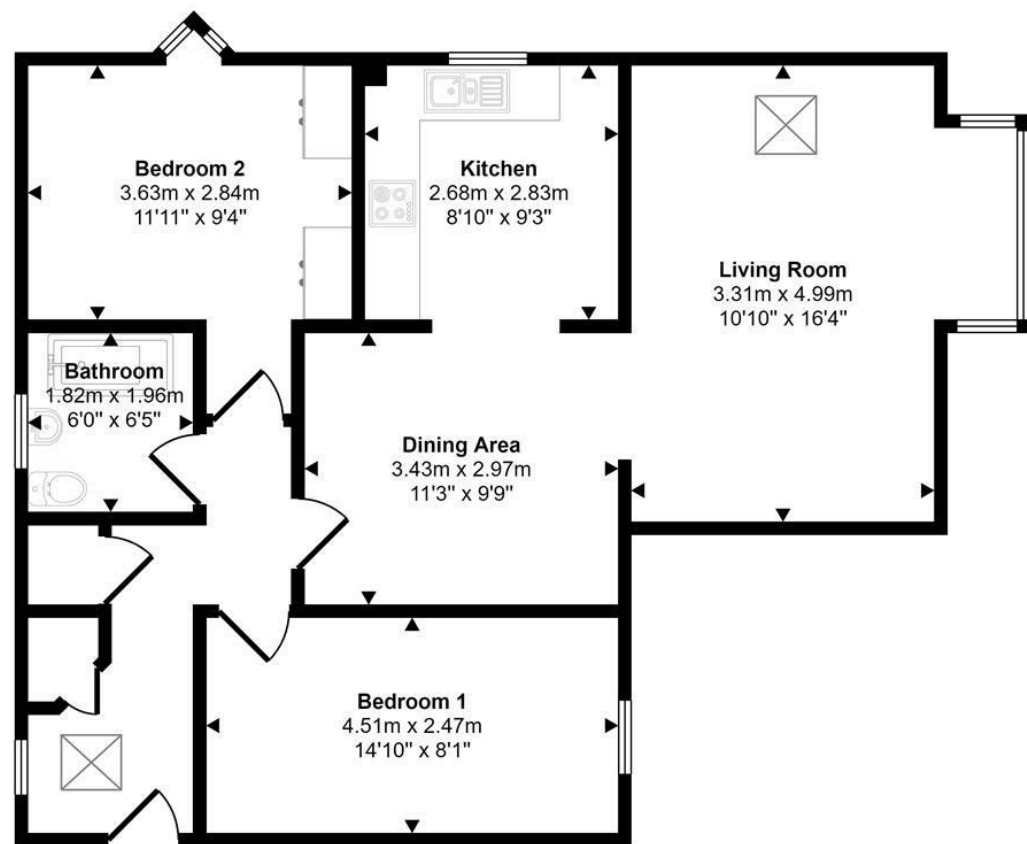 Bedroom 2
3.63m x 2.84m
11'11" x 9'4"
Kitchen
2.68m x 2.83m
8'10" x 9'3"
Living Room
3.31m x 4.99m
10'10" x 16'4"
Bathroom
1.82m x 1.96m
6'0" x 6'5"
Dining Area
3.43m x 2.97m
11'3" x 9'9"
Bedroom 1
4.51m x 2.47m
14'10" x 8'1"